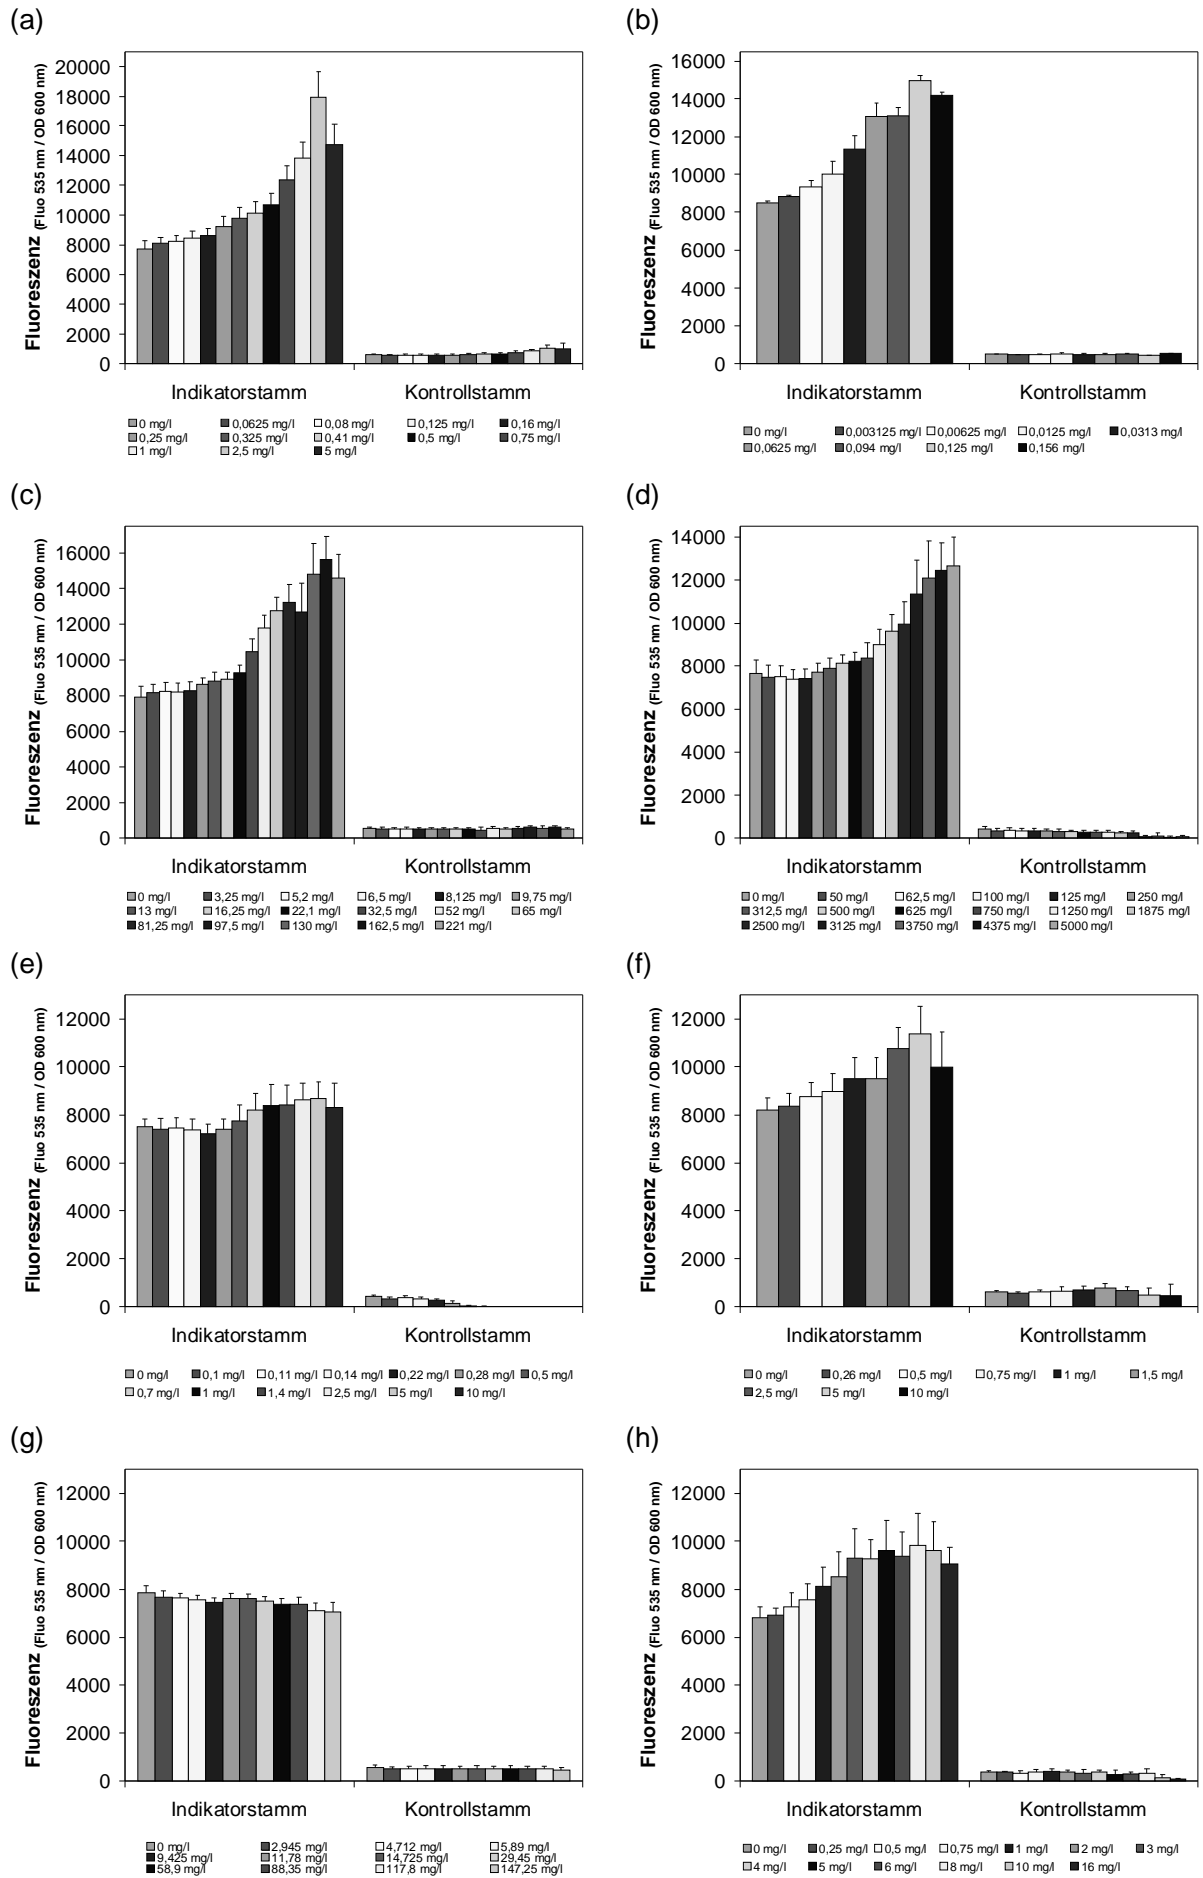 (a)
Fluoreszenz (Fluo 535 nm / OD 600 nm)
20000
18000
16000
14000
12000
10000
8000
6000
4000
2000
0
Indikatorstamm Kontrollstamm
0 mg/l 0,0625 mg/l 0,08 mg/l 0,125 mg/l 0,16 mg/l
0,25 mg/l 0,325 mg/l 0,41 mg/l 0,5 mg/l 0,75 mg/l
1 mg/l 2,5 mg/l 5 mg/l
(b)
Fluoreszenz (Fluo 535 nm / OD 600 nm)
16000
14000
12000
10000
8000
6000
4000
2000
0
Indikatorstamm Kontrollstamm
0 mg/l 0,003125 mg/l 0,00625 mg/l 0,0125 mg/l 0,0313 mg/l
0,0625 mg/l 0,094 mg/l 0,125 mg/l 0,156 mg/l
(c)
Fluoreszenz (Fluo 535 nm / OD 600 nm)
16000
14000
12000
10000
8000
6000
4000
2000
0
Indikatorstamm Kontrollstamm
0 mg/l 3,25 mg/l 5,2 mg/l 6,5 mg/l 8,125 mg/l 9,75 mg/l
13 mg/l 16,25 mg/l 22,1 mg/l 32,5 mg/l 52 mg/l 65 mg/l
81,25 mg/l 97,5 mg/l 130 mg/l 162,5 mg/l 221 mg/l
(d)
Fluoreszenz (Fluo 535 nm / OD 600 nm)
14000
12000
10000
8000
6000
4000
2000
0
Indikatorstamm Kontrollstamm
0 mg/l 50 mg/l 62,5 mg/l 100 mg/l 125 mg/l 250 mg/l
312,5 mg/l 500 mg/l 625 mg/l 750 mg/l 1250 mg/l 1875 mg/l
2500 mg/l 3125 mg/l 3750 mg/l 4375 mg/l 5000 mg/l
(e)
Fluoreszenz (Fluo 535 nm / OD 600 nm)
12000
10000
8000
6000
4000
2000
0
Indikatorstamm Kontrollstamm
0 mg/l 0,1 mg/l 0,11 mg/l 0,14 mg/l 0,22 mg/l 0,28 mg/l 0,5 mg/l
0,7 mg/l 1 mg/l 1,4 mg/l 2,5 mg/l 5 mg/l 10 mg/l
(f)
Fluoreszenz (Fluo 535 nm / OD 600 nm)
12000
10000
8000
6000
4000
2000
0
Indikatorstamm Kontrollstamm
0 mg/l 0,26 mg/l 0,5 mg/l 0,75 mg/l 1 mg/l 1,5 mg/l
2,5 mg/l 5 mg/l 10 mg/l
(g)
Fluoreszenz (Fluo 535 nm / OD 600 nm)
12000
10000
8000
6000
4000
2000
0
Indikatorstamm Kontrollstamm
0 mg/l 2,945 mg/l 4,712 mg/l 5,89 mg/l
9,425 mg/l 11,78 mg/l 14,725 mg/l 29,45 mg/l
58,9 mg/l 88,35 mg/l 117,8 mg/l 147,25 mg/l
(h)
Fluoreszenz (Fluo 535 nm / OD 600 nm)
12000
10000
8000
6000
4000
2000
0
Indikatorstamm Kontrollstamm
0 mg/l 0,25 mg/l 0,5 mg/l 0,75 mg/l 1 mg/l 2 mg/l 3 mg/l
4 mg/l 5 mg/l 6 mg/l 8 mg/l 10 mg/l 16 mg/l